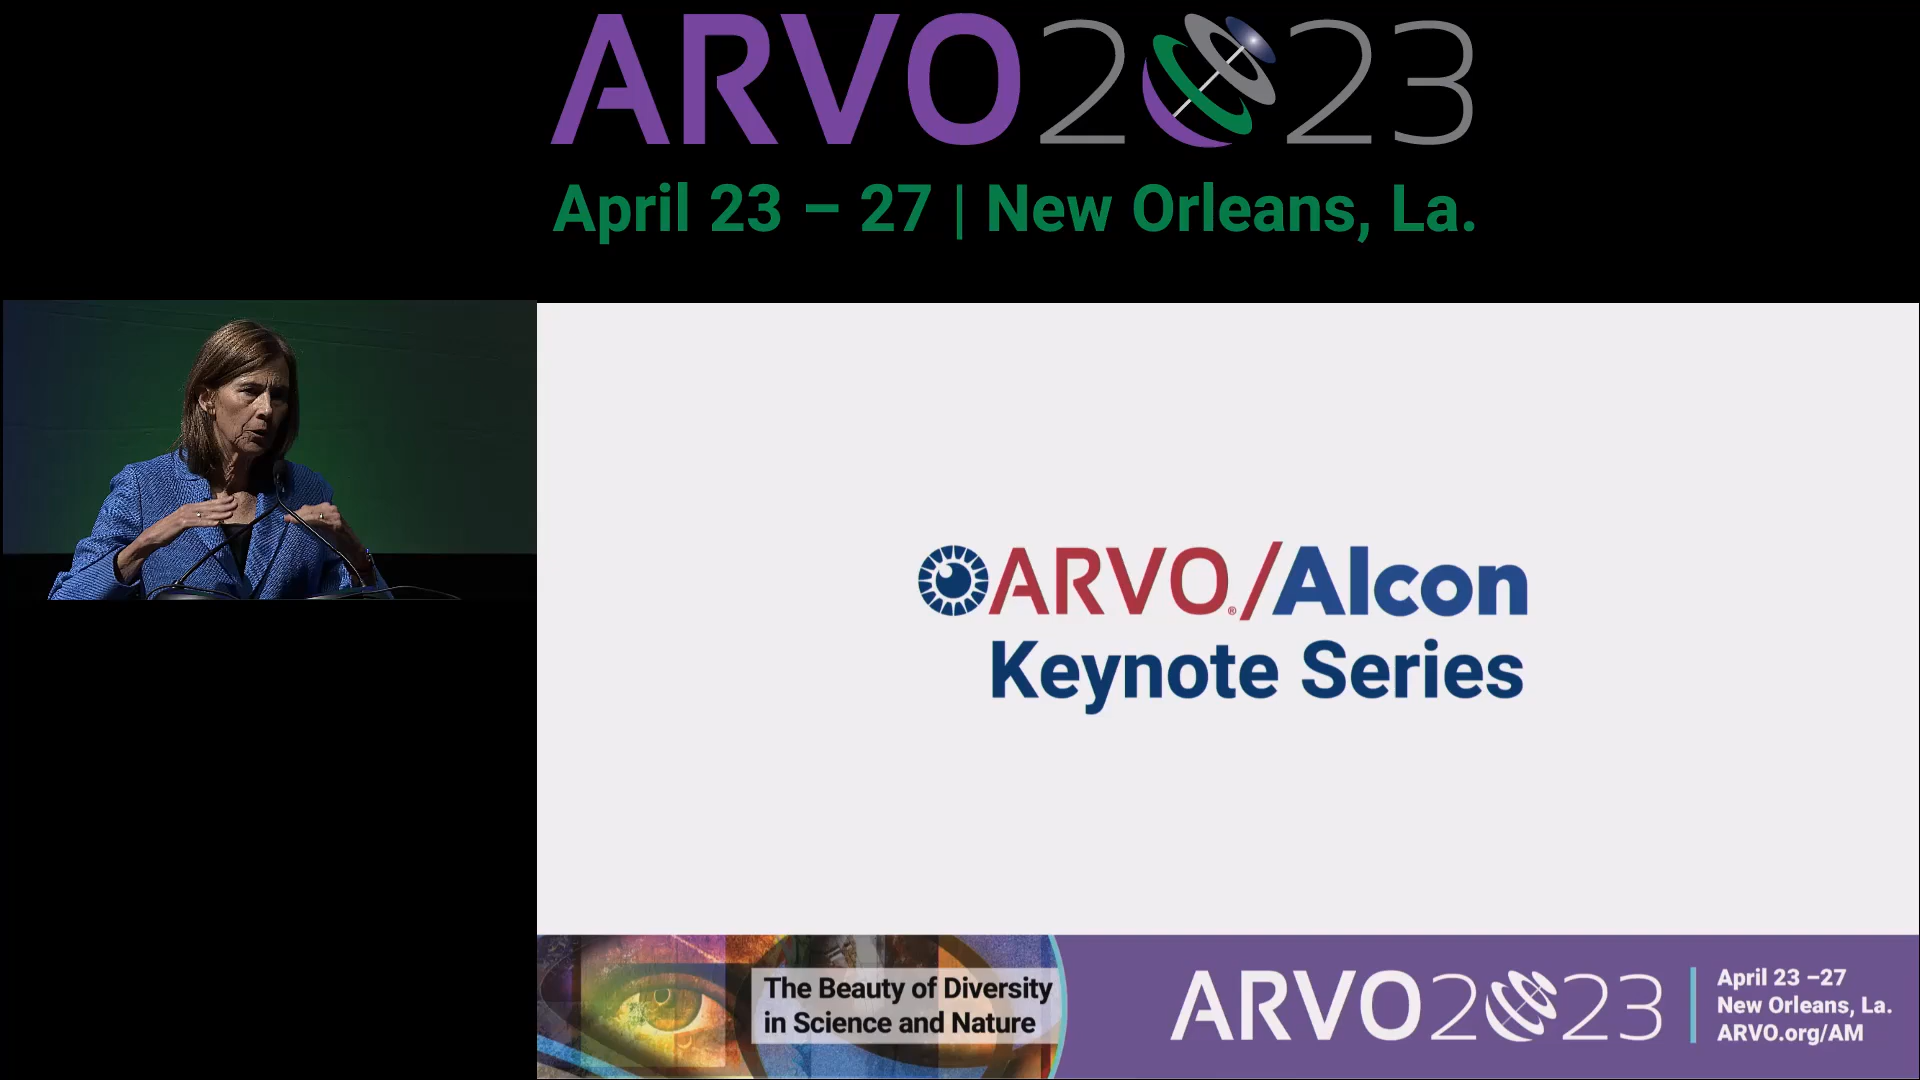 ARVO2023
April 23 – 27 | New Orleans, La.
ARVO®/Alcon
Keynote Series
The Beauty of Diversity
in Science and Nature
ARVO2023
April 23 –27
New Orleans, La.
ARVO.org/AM